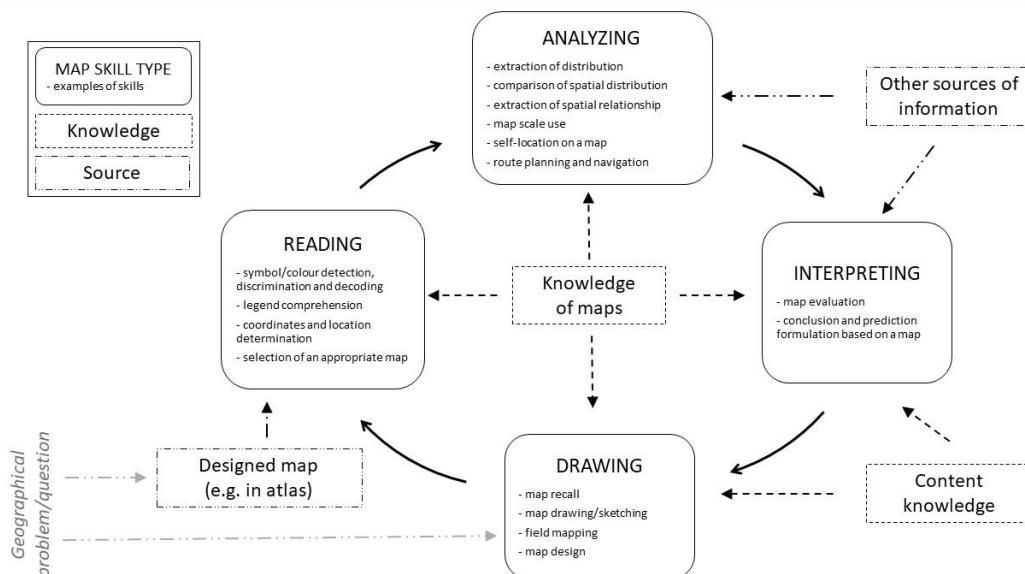 MAP SKILL TYPE
- examples of skills
Knowledge
Source
ANALYZING
- extraction of distribution
- comparison of spatial distribution
- extraction of spatial relationship
- map scale use
- self-location on a map
- route planning and navigation
Other sources of
information
READING
- symbol/colour detection,
discrimination and decoding
- legend comprehension
- coordinates and location
determination
- selection of an appropriate map
Knowledge
of maps
INTERPRETING
- map evaluation
- conclusion and prediction
formulation based on a map
Geographical
problem/question
Designed map
(e.g. in atlas)
DRAWING
- map recall
- map drawing/sketching
- field mapping
- map design
Content
knowledge